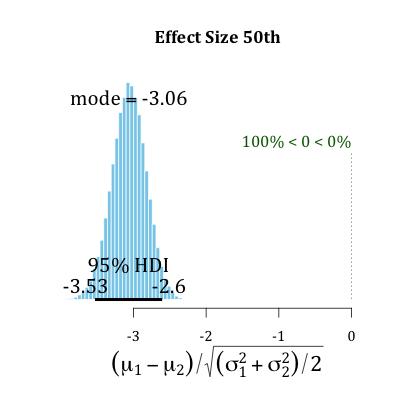 Effect Size 50th
mode = -3.06
100% < 0 < 0%
95% HDI
-3.53 -2.6
-3 -2 -1 0
(μ₁ − μ₂)/√(σ₁² + σ₂²)/2